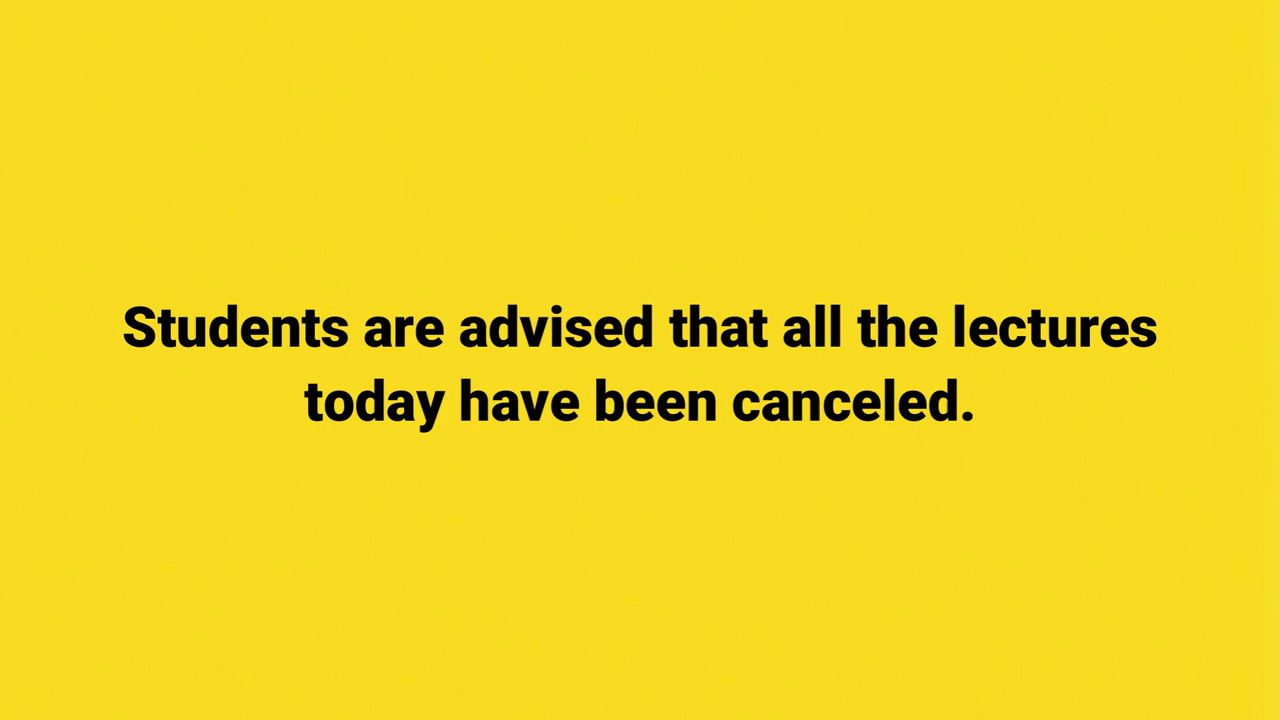 Students are advised that all the lectures
today have been canceled.